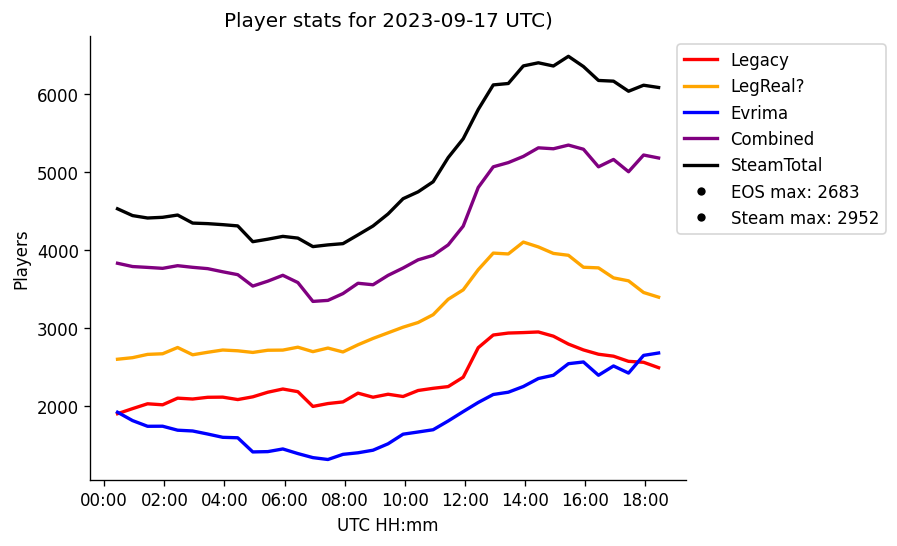 Player stats for 2023-09-17 UTC)
Legacy
LegReal?
Evrima
Combined
SteamTotal
EOS max: 2683
Steam max: 2952
Players
6000
5000
4000
3000
2000
00:00 02:00 04:00 06:00 08:00 10:00 12:00 14:00 16:00 18:00
UTC HH:mm